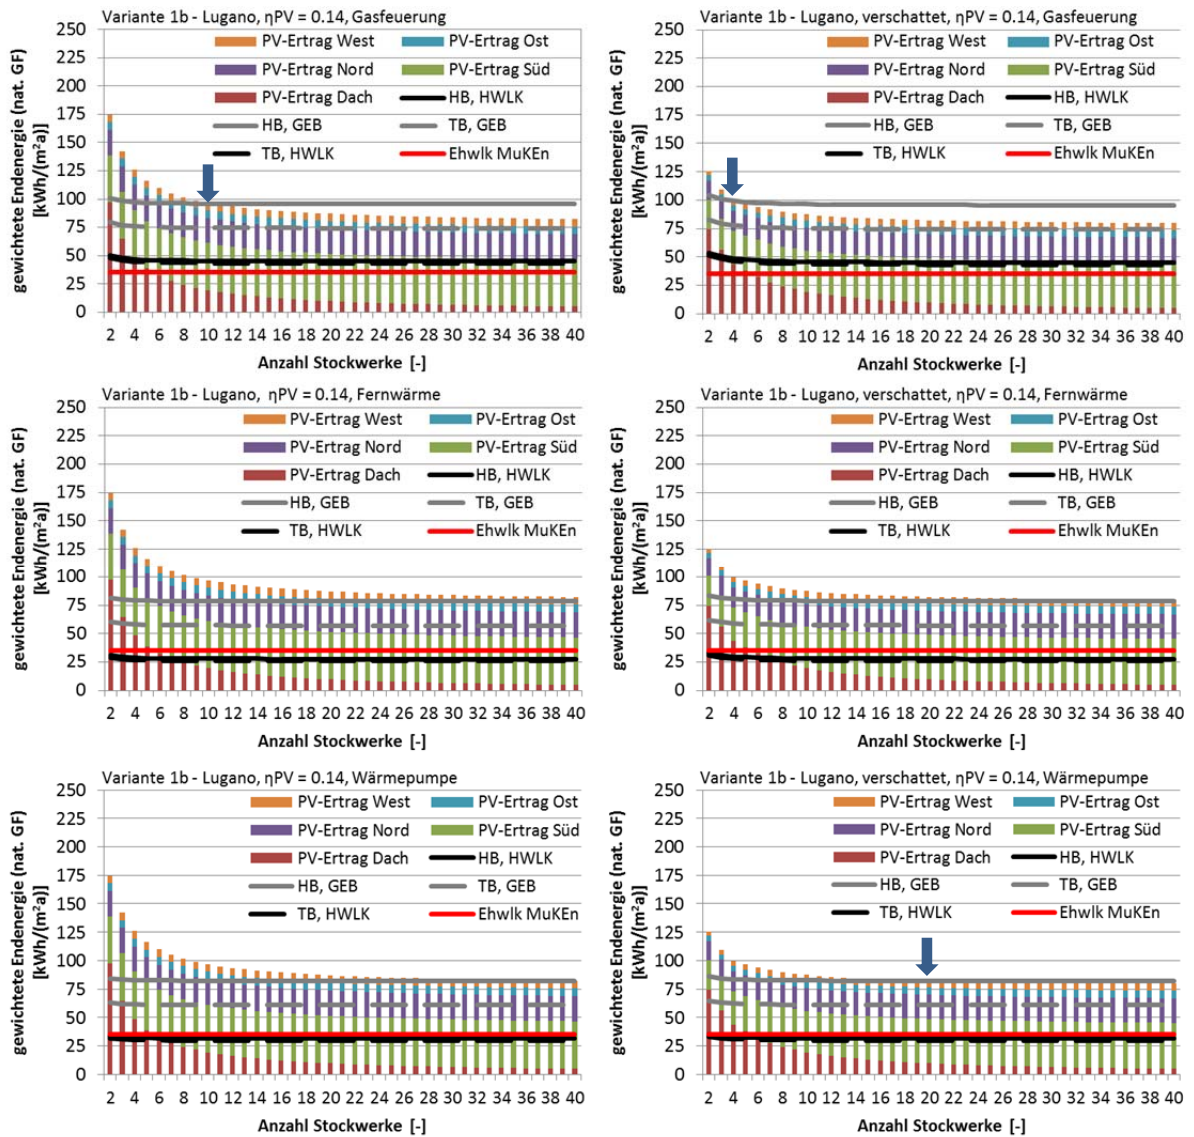 Variante 1b - Lugano, ηPV = 0.14, Gasfeuerung
gewichtete Endenergie (nat. GF)
[kWh/(m²a)]
250
225
200
175
150
125
100
75
50
25
0
PV-Ertrag West
PV-Ertrag Ost
PV-Ertrag Nord
PV-Ertrag Süd
PV-Ertrag Dach
HB, HWLK
HB, GEB
TB, GEB
TB, HWLK
Ehwlk MuKEn
2 4 6 8 10 12 14 16 18 20 22 24 26 28 30 32 34 36 38 40
Anzahl Stockwerke [-]
Variante 1b - Lugano, verschattet, ηPV = 0.14, Gasfeuerung
gewichtete Endenergie (nat. GF)
[kWh/(m²a)]
250
225
200
175
150
125
100
75
50
25
0
PV-Ertrag West
PV-Ertrag Ost
PV-Ertrag Nord
PV-Ertrag Süd
PV-Ertrag Dach
HB, HWLK
HB, GEB
TB, GEB
TB, HWLK
Ehwlk MuKEn
2 4 6 8 10 12 14 16 18 20 22 24 26 28 30 32 34 36 38 40
Anzahl Stockwerke [-]
Variante 1b - Lugano, ηPV = 0.14, Fernwärme
gewichtete Endenergie (nat. GF)
[kWh/(m²a)]
250
225
200
175
150
125
100
75
50
25
0
PV-Ertrag West
PV-Ertrag Ost
PV-Ertrag Nord
PV-Ertrag Süd
PV-Ertrag Dach
HB, HWLK
HB, GEB
TB, GEB
TB, HWLK
Ehwlk MuKEn
2 4 6 8 10 12 14 16 18 20 22 24 26 28 30 32 34 36 38 40
Anzahl Stockwerke [-]
Variante 1b - Lugano, verschattet, ηPV = 0.14, Fernwärme
gewichtete Endenergie (nat. GF)
[kWh/(m²a)]
250
225
200
175
150
125
100
75
50
25
0
PV-Ertrag West
PV-Ertrag Ost
PV-Ertrag Nord
PV-Ertrag Süd
PV-Ertrag Dach
HB, HWLK
HB, GEB
TB, GEB
TB, HWLK
Ehwlk MuKEn
2 4 6 8 10 12 14 16 18 20 22 24 26 28 30 32 34 36 38 40
Anzahl Stockwerke [-]
Variante 1b - Lugano, ηPV = 0.14, Wärmepumpe
gewichtete Endenergie (nat. GF)
[kWh/(m²a)]
250
225
200
175
150
125
100
75
50
25
0
PV-Ertrag West
PV-Ertrag Ost
PV-Ertrag Nord
PV-Ertrag Süd
PV-Ertrag Dach
HB, HWLK
HB, GEB
TB, GEB
TB, HWLK
Ehwlk MuKEn
2 4 6 8 10 12 14 16 18 20 22 24 26 28 30 32 34 36 38 40
Anzahl Stockwerke [-]
Variante 1b - Lugano, verschattet, ηPV = 0.14, Wärmepumpe
gewichtete Endenergie (nat. GF)
[kWh/(m²a)]
250
225
200
175
150
125
100
75
50
25
0
PV-Ertrag West
PV-Ertrag Ost
PV-Ertrag Nord
PV-Ertrag Süd
PV-Ertrag Dach
HB, HWLK
HB, GEB
TB, GEB
TB, HWLK
Ehwlk MuKEn
2 4 6 8 10 12 14 16 18 20 22 24 26 28 30 32 34 36 38 40
Anzahl Stockwerke [-]